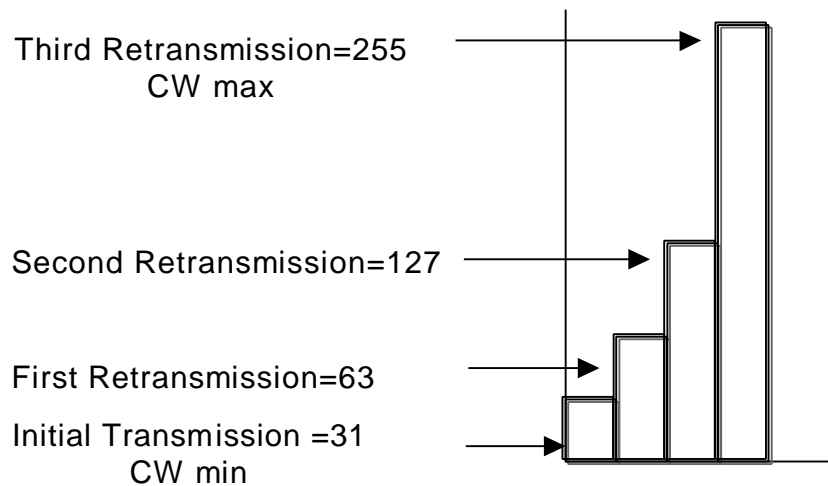 Third Retransmission=255
CW max
Second Retransmission=127
First Retransmission=63
Initial Transmission =31
CW min